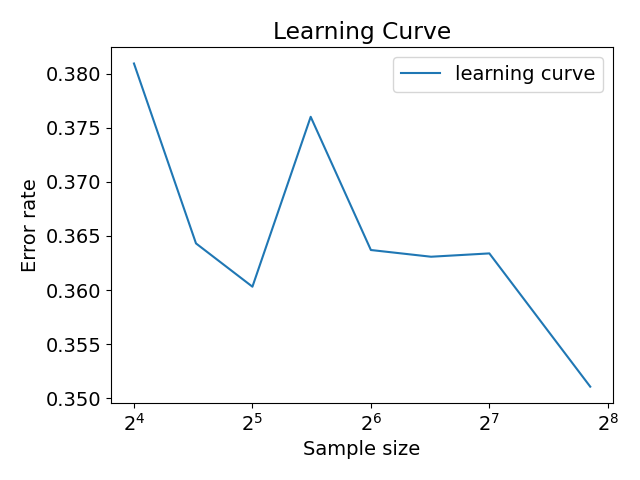 Learning Curve
learning curve
Error rate
0.380
0.375
0.370
0.365
0.360
0.355
0.350
2⁴ 2⁵ 2⁶ 2⁷ 2⁸
Sample size